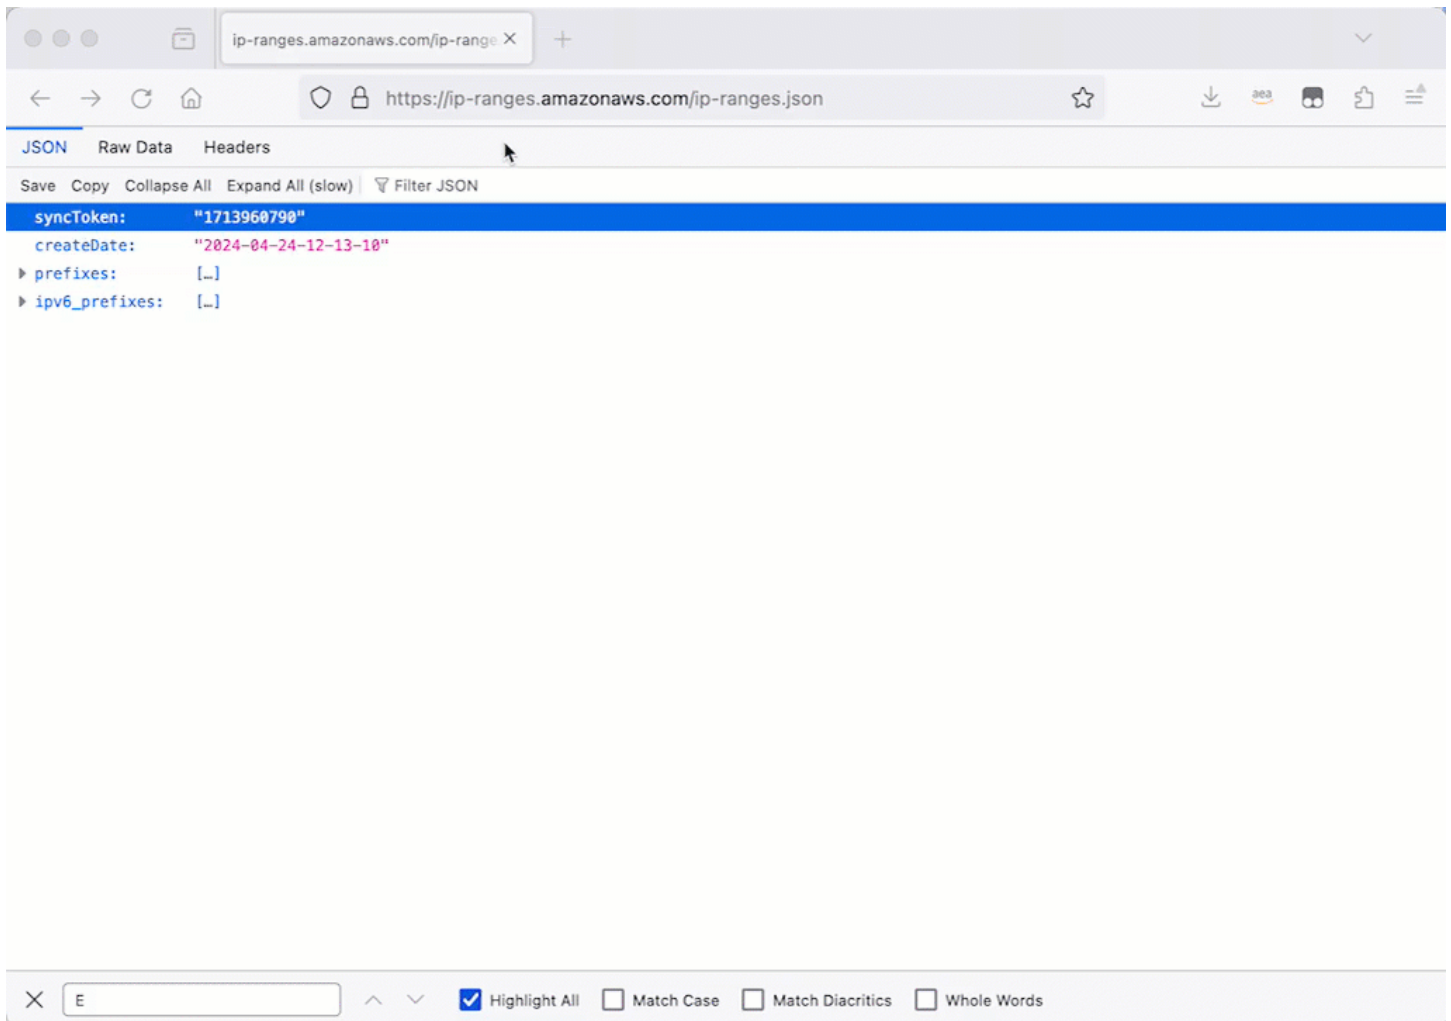 ip-ranges.amazonaws.com/ip-range
https://ip-ranges.amazonaws.com/ip-ranges.json
aea
JSON Raw Data Headers
Save Copy Collapse All Expand All (slow) Filter JSON
syncToken: "1713960790"
createDate: "2024-04-24-12-13-10"
prefixes: […]
ipv6_prefixes: […]
E Highlight All Match Case Match Diacritics Whole Words